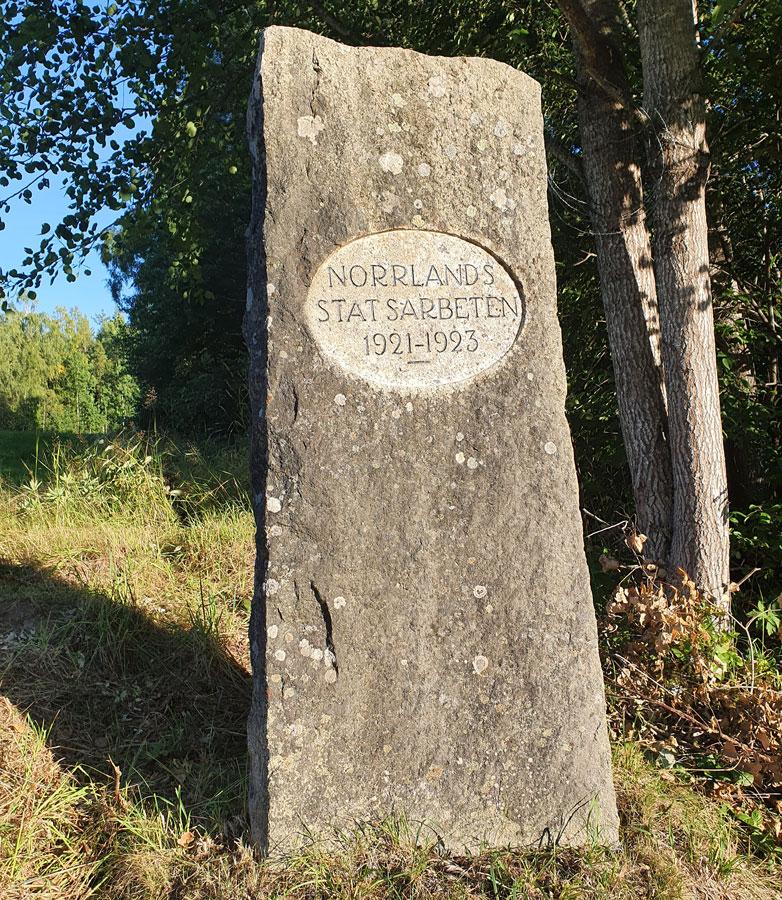 NORRLANDS
STATSARBETEN
1921-1923